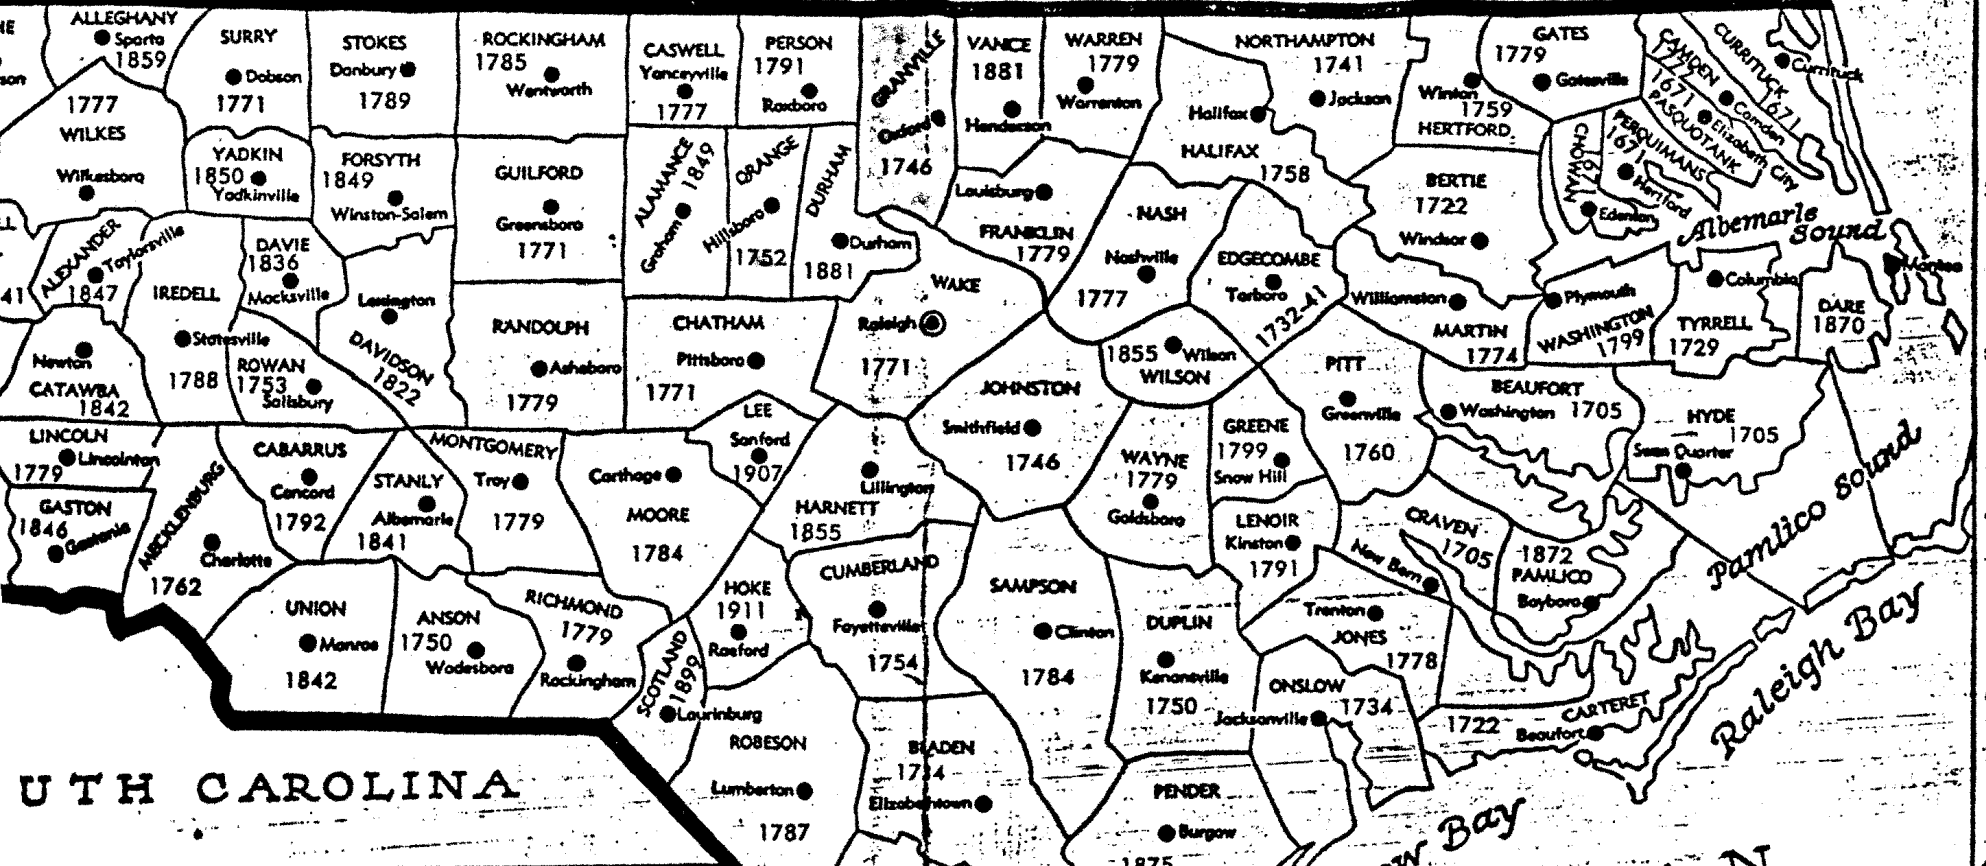 ALLEGHANY
Sparta
1859
SURRY
Dobson
1771
STOKES
Danbury
1789
ROCKINGHAM
1785
Wentworth
CASWELL
Yanceyville
1777
PERSON
1791
Roxboro
GRANVILLE
Oxford
1746
VANCE
1881
Henderson
WARREN
1779
Warrenton
NORTHAMPTON
1741
Jackson
GATES
1779
Gatesville
Winton
1759
HERTFORD
CAMDEN
1777
Camden
CURRITUCK
1671
Currituck
1671
PASQUOTANK
Elizabeth City
PERQUIMANS
1671
Hertford
CHOWAN
1671
Edenton
1777
WILKES
Wilkesboro
YADKIN
1850
Yadkinville
FORSYTH
1849
Winston-Salem
GUILFORD
Greensboro
1771
ALAMANCE
1849
Graham
ORANGE
Hillsboro
1752
DURHAM
Durham
1881
Louisburg
FRANKLIN
1779
Halifax
HALIFAX
1758
NASH
Nashville
1777
BERTIE
1722
Windsor
Albemarle
Sound
Manteo
ALEXANDER
Taylorsville
1847
41
IREDELL
Statesville
1788
DAVIE
1836
Mocksville
Lexington
DAVIDSON
1822
RANDOLPH
Asheboro
1779
CHATHAM
Pittsboro
1771
WAKE
Raleigh
1771
EDGECOMBE
Tarboro
1732-41
Williamston
MARTIN
1774
Plymouth
WASHINGTON
1799
Columbia
TYRRELL
1729
DARE
1870
Newton
CATAWBA
1842
ROWAN
1753
Salisbury
LEE
Sanford
1907
JOHNSTON
Smithfield
1746
1855
Wilson
WILSON
PITT
Greenville
1760
BEAUFORT
Washington 1705
HYDE
1705
Swan Quarter
LINCOLN
Lincolnton
1779
GASTON
1846
Gastonia
MECKLENBURG
Charlotte
1762
CABARRUS
Concord
1792
STANLY
Albemarle
1841
MONTGOMERY
Troy
1779
Carthage
MOORE
1784
Lillington
HARNETT
1855
WAYNE
1779
Goldsboro
GREENE
1799
Snow Hill
LENOIR
Kinston
1791
CRAVEN
1705
New Bern
1872
PAMLICO
Bayboro
Pamlico Sound
UNION
Monroe
1842
ANSON
1750
Wadesboro
RICHMOND
1779
Rockingham
SCOTLAND
1899
Laurinburg
HOKE
1911
Raeford
CUMBERLAND
Fayetteville
1754
SAMPSON
Clinton
1784
DUPLIN
Kenansville
1750
Trenton
JONES
1778
ONSLOW
1734
Jacksonville
CARTERET
1722
Beaufort
Raleigh Bay
UTH CAROLINA
ROBESON
Lumberton
1787
BLADEN
1734
Elizabethtown
PENDER
Burgaw
1875
Bay